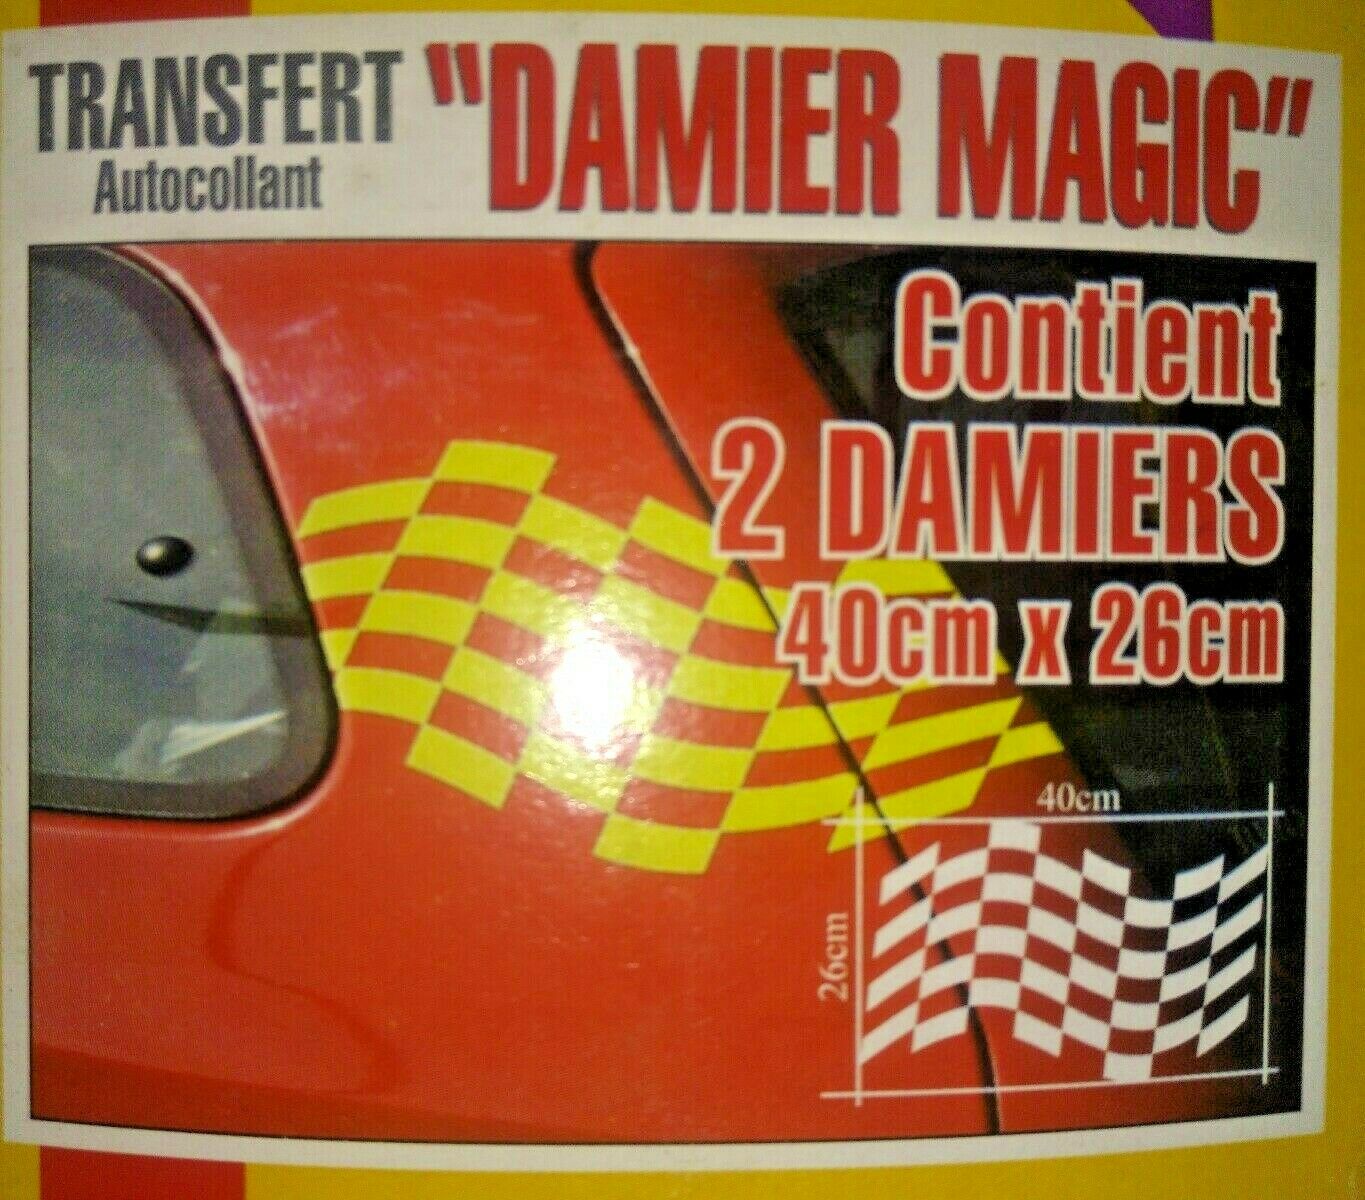 TRANSFERT "DAMIER MAGIC"
Autocollant
Contient
2 DAMIERS
40cm x 26cm
40cm
26cm